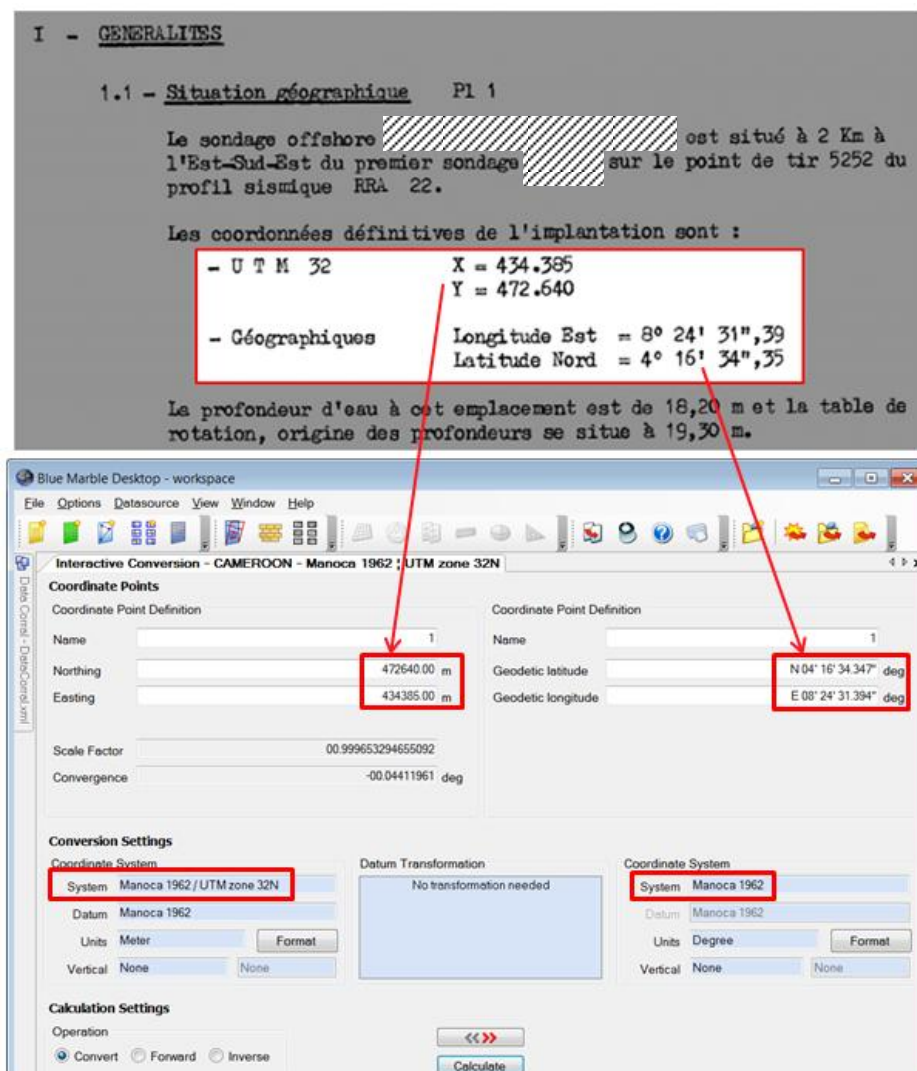 I - GENERALITES
1.1 - Situation géographique Pl 1
Le sondage offshore est situé à 2 Km à
l'Est-Sud-Est du premier sondage sur le point de tir 5252 du
profil sismique RRA 22.
Les coordonnées définitives de l'implantation sont :
- U T M 32 X = 434.385
Y = 472.640
- Géographiques Longitude Est = 8° 24' 31",39
Latitude Nord = 4° 16' 34",35
La profondeur d'eau à cet emplacement est de 18,20 m et la table de
rotation, origine des profondeurs se situe à 19,30 m.
Blue Marble Desktop - workspace
File Options Datasource View Window Help
Interactive Conversion - CAMEROON - Manoca 1962 : UTM zone 32N
Data Corral - DataCorral.xml
Coordinate Points
Coordinate Point Definition
Name 1
Northing 472640.00 m
Easting 434385.00 m
Scale Factor 00.999653294655092
Convergence -00.04411961 deg
Coordinate Point Definition
Name 1
Geodetic latitude N 04° 16' 34.347" deg
Geodetic longitude E 08° 24' 31.394" deg
Conversion Settings
Coordinate System
System Manoca 1962 / UTM zone 32N
Datum Manoca 1962
Units Meter Format
Vertical None None
Datum Transformation
No transformation needed
Coordinate System
System Manoca 1962
Datum Manoca 1962
Units Degree Format
Vertical None None
Calculation Settings
Operation
Convert Forward Inverse
Calculate